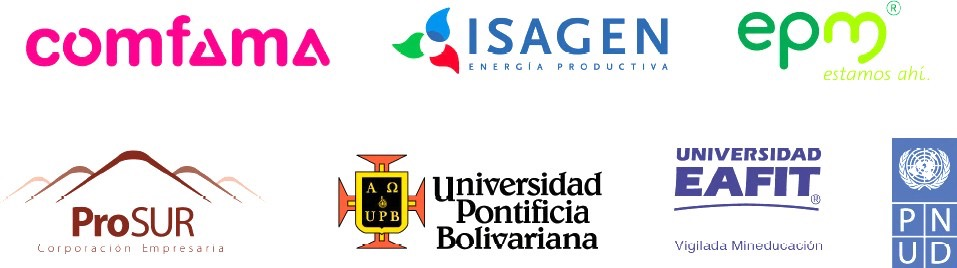 comfama
ISAGEN
ENERGÍA PRODUCTIVA
epm®
estamos ahí.
ProSUR
Corporación Empresaria
Α Ω
UPB
Universidad
Pontificia
Bolivariana
UNIVERSIDAD
EAFIT®
Vigilada Mineducación
P N
U D